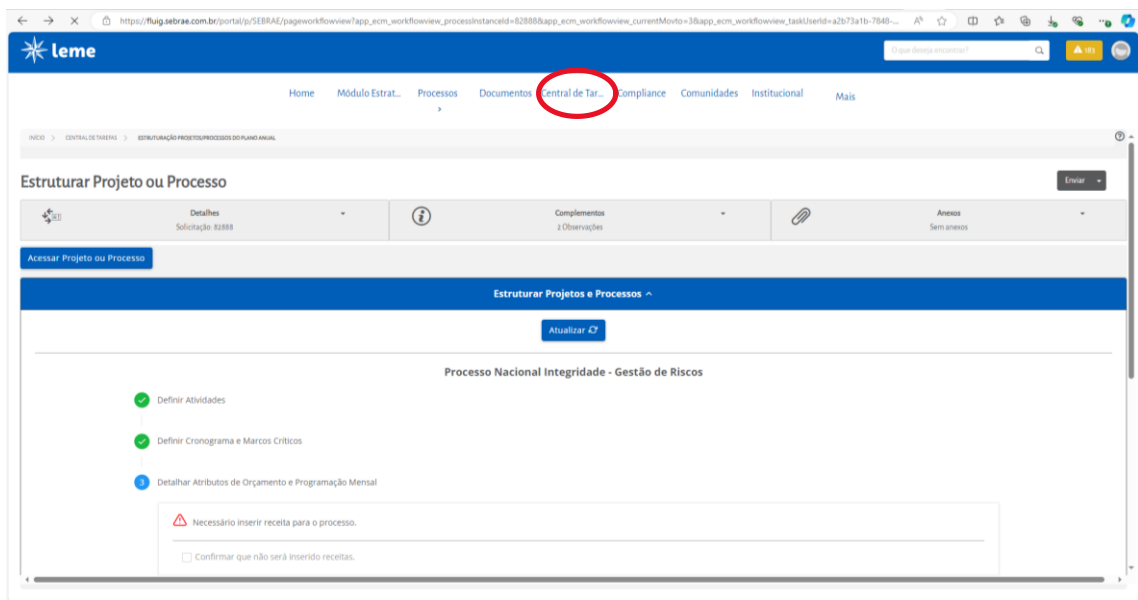 https://fluig.sebrae.com.br/portal/p/SEBRAE/pageworkflowview?app_ecm_workflowview_processInstanceId=82888&app_ecm_workflowview_currentMovto=3&app_ecm_workflowview_taskUserId=a2b73a1b-7848-...
leme
O que deseja encontrar?
183
Home Módulo Estrat... Processos Documentos Central de Tar... Compliance Comunidades Institucional Mais
INÍCIO > CENTRAL DE TAREFAS > ESTRUTURAÇÃO PROJETOS/PROCESSOS DO PLANO ANUAL
Estruturar Projeto ou Processo
Enviar
Detalhes
Solicitação: 82888
Complementos
2 Observações
Anexos
Sem anexos
Acessar Projeto ou Processo
Estruturar Projetos e Processos
Atualizar
Processo Nacional Integridade - Gestão de Riscos
Definir Atividades
Definir Cronograma e Marcos Críticos
3 Detalhar Atributos de Orçamento e Programação Mensal
Necessário inserir receita para o processo.
Confirmar que não será inserido receitas.